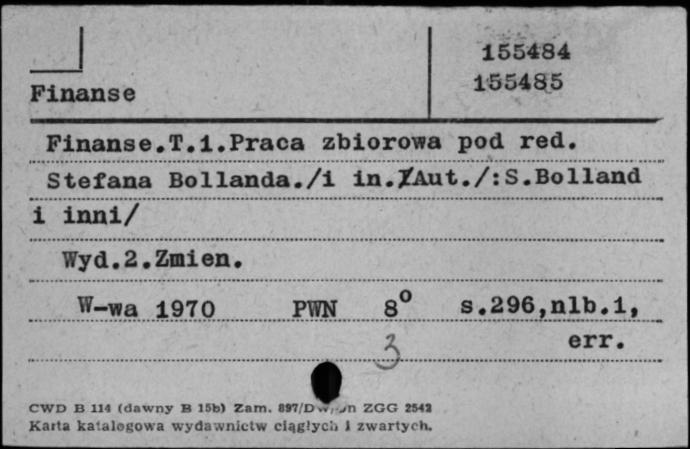 155484
155485
Finanse
Finanse.T.1.Praca zbiorowa pod red.
Stefana Bollanda./i in./Aut./:S.Bolland
i inni/
Wyd.2.Zmien.
W-wa 1970 PWN 8° s.296,nlb.1,
err.
3
CWD B 114 (dawny B 15b) Zam. 897/ ZGG 2542
Karta katalogowa wydawnictw ciągłych i zwartych.